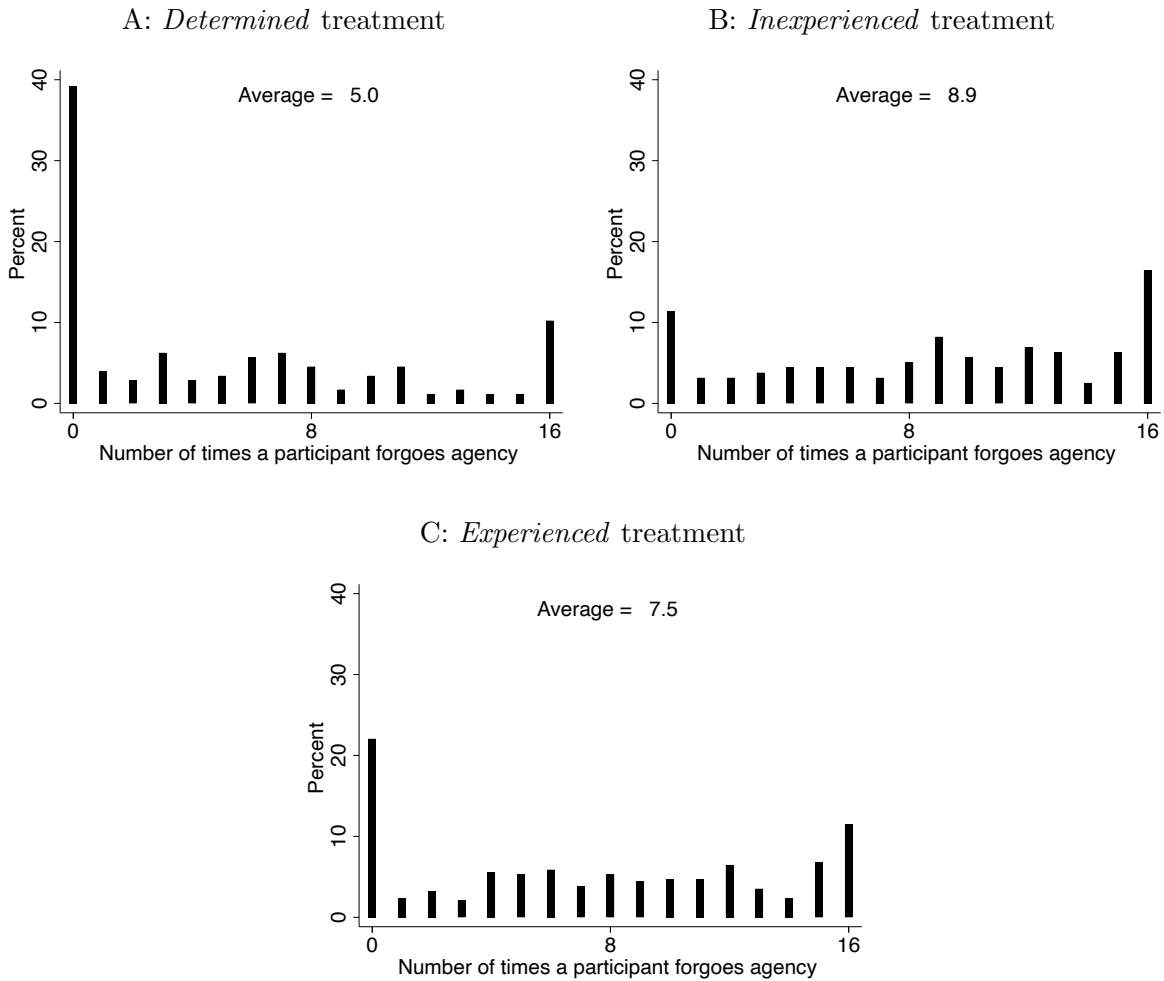 A: Determined treatment
Average = 5.0
Percent
0
10
20
30
40
0
8
16
Number of times a participant forgoes agency
B: Inexperienced treatment
Average = 8.9
Percent
0
10
20
30
40
0
8
16
Number of times a participant forgoes agency
C: Experienced treatment
Average = 7.5
Percent
0
10
20
30
40
0
8
16
Number of times a participant forgoes agency